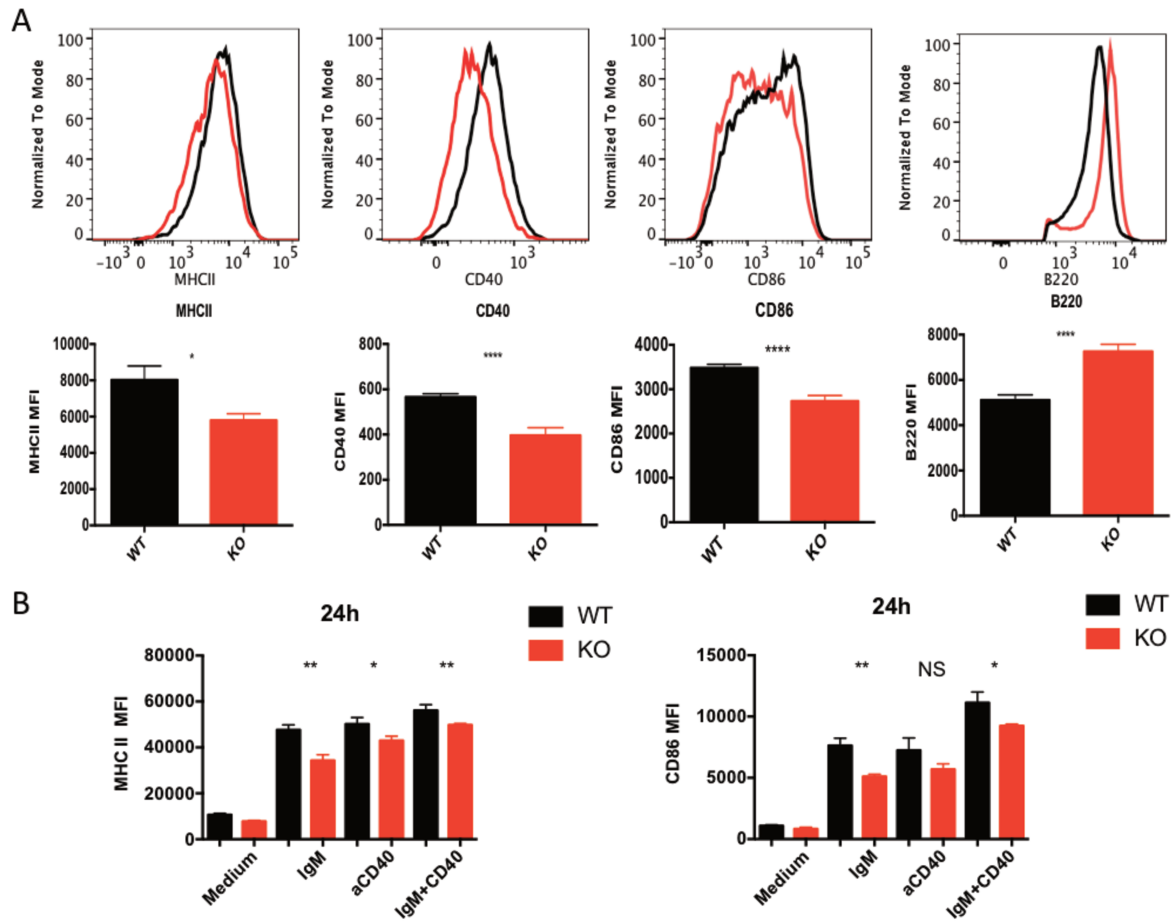 A
Normalized To Mode
100
80
60
40
20
0
-10³ 0 10³ 10⁴ 10⁵
MHCII
Normalized To Mode
100
80
60
40
20
0
0 10³
CD40
Normalized To Mode
100
80
60
40
20
0
-10³ 0 10³ 10⁴
CD86
Normalized To Mode
100
80
60
40
20
0
0 10³ 10⁴
B220
MHCII
MHCII MFI
10000
8000
6000
4000
2000
0
*
WT
KO
CD40
CD40 MFI
800
600
400
200
0
****
WT
KO
CD86
CD86 MFI
4000
3000
2000
1000
0
****
WT
KO
B220
B220 MFI
8000
6000
4000
2000
0
****
WT
KO
B
24h
WT
KO
MHC II MFI
80000
60000
40000
20000
0
** * **
Medium
IgM
aCD40
IgM+CD40
24h
WT
KO
CD86 MFI
15000
10000
5000
0
** NS *
Medium
IgM
aCD40
IgM+CD40